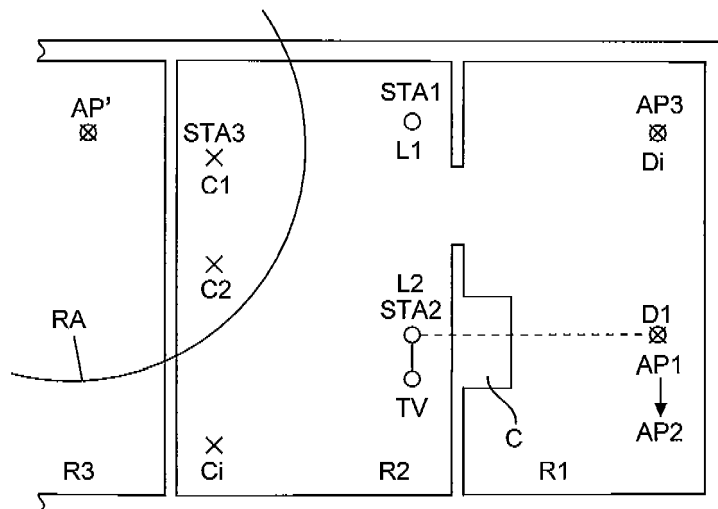 AP'
STA3
C1
C2
Ci
STA1
L1
L2
STA2
TV
AP3
Di
D1
AP1
AP2
C
RA
R3
R2
R1